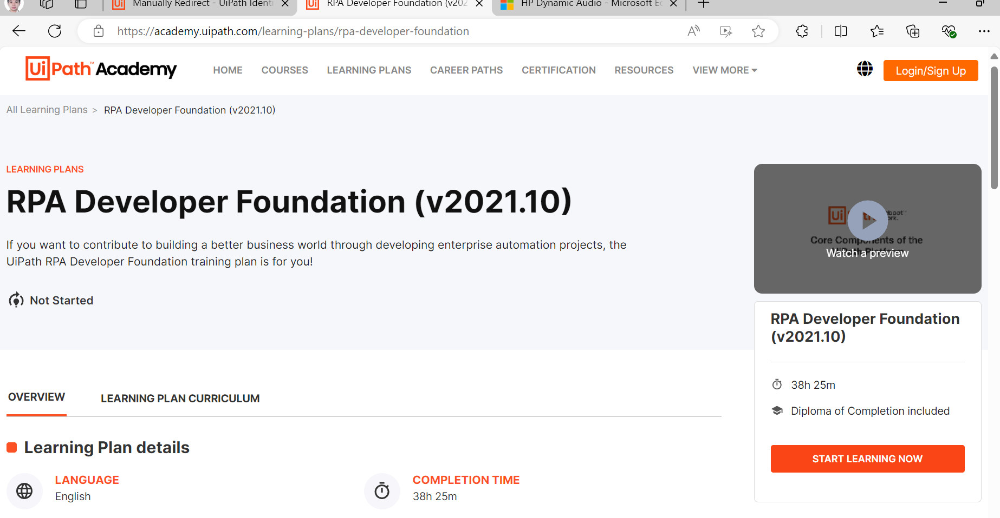 Manually Redirect - UiPath Identi
RPA Developer Foundation (v202
HP Dynamic Audio - Microsoft Ed
https://academy.uipath.com/learning-plans/rpa-developer-foundation
UiPath™ Academy
HOME
COURSES
LEARNING PLANS
CAREER PATHS
CERTIFICATION
RESOURCES
VIEW MORE
Login/Sign Up
All Learning Plans > RPA Developer Foundation (v2021.10)
LEARNING PLANS
RPA Developer Foundation (v2021.10)
If you want to contribute to building a better business world through developing enterprise automation projects, the
UiPath RPA Developer Foundation training plan is for you!
Not Started
Core Components of the
Watch a preview
RPA Developer Foundation
(v2021.10)
38h 25m
Diploma of Completion included
START LEARNING NOW
OVERVIEW
LEARNING PLAN CURRICULUM
Learning Plan details
LANGUAGE
English
COMPLETION TIME
38h 25m